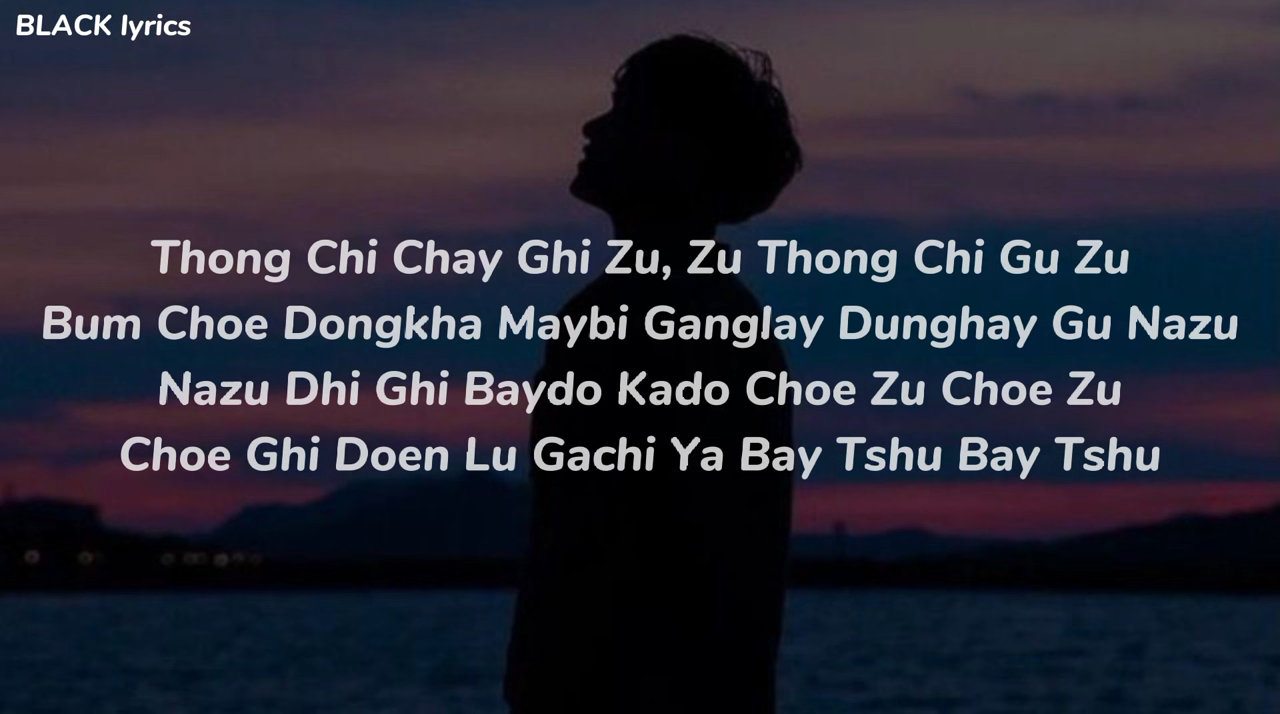 BLACK lyrics
Thong Chi Chay Ghi Zu, Zu Thong Chi Gu Zu
Bum Choe Dongkha Maybi Ganglay Dunghay Gu Nazu
Nazu Dhi Ghi Baydo Kado Choe Zu Choe Zu
Choe Ghi Doen Lu Gachi Ya Bay Tshu Bay Tshu